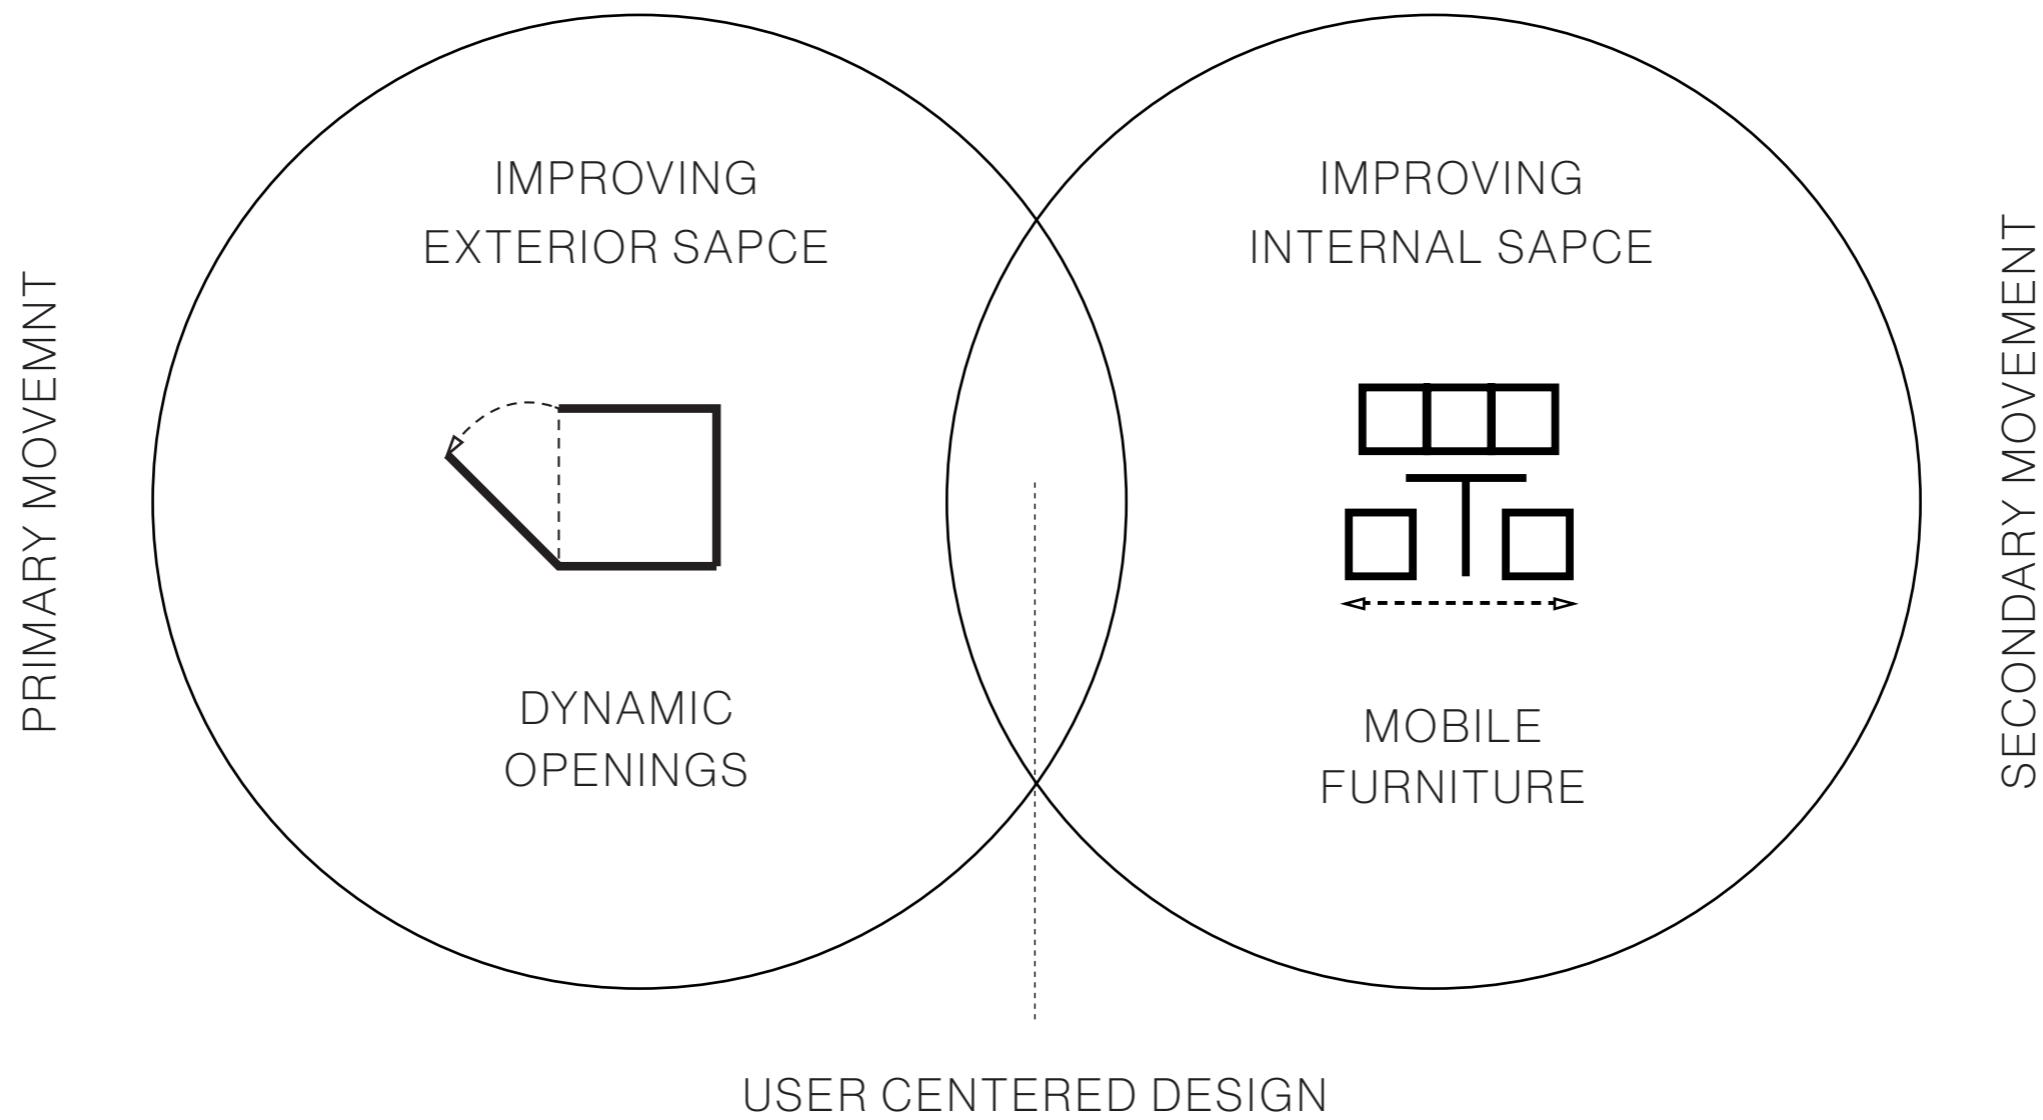 PRIMARY MOVEMNT
IMPROVING
EXTERIOR SAPCE
DYNAMIC
OPENINGS
IMPROVING
INTERNAL SAPCE
MOBILE
FURNITURE
SECONDARY MOVEMENT
USER CENTERED DESIGN